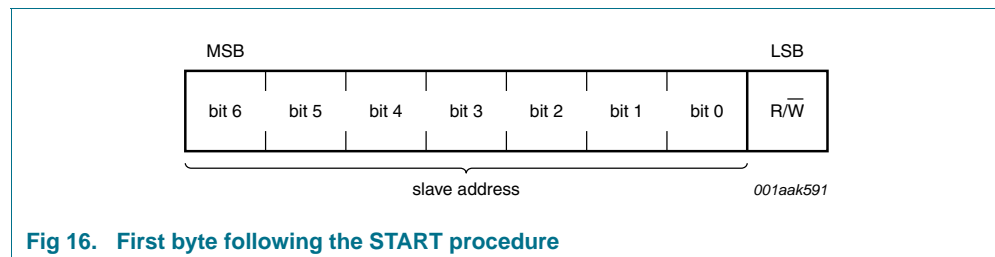 MSB LSB
bit 6 bit 5 bit 4 bit 3 bit 2 bit 1 bit 0 R/W̅
slave address 001aak591
Fig 16. First byte following the START procedure